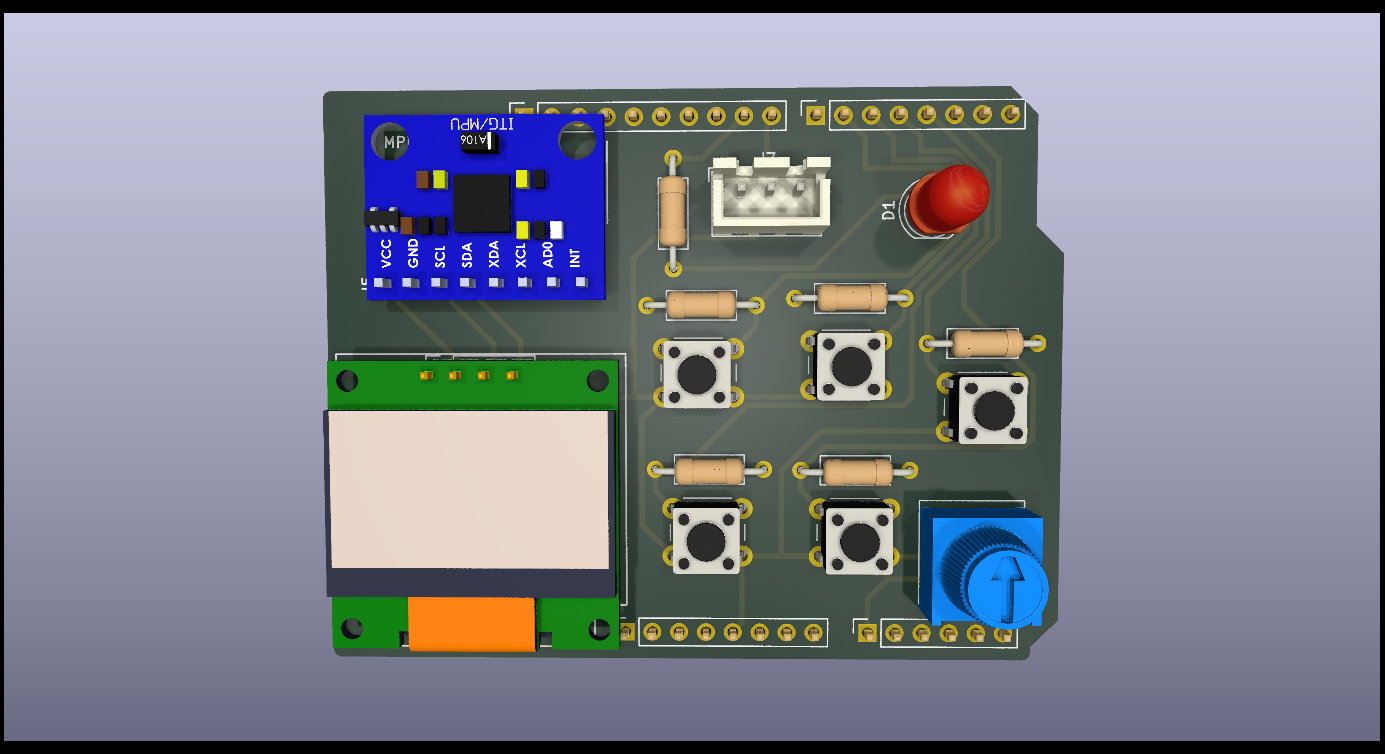 ITG/MPU
A106
MP
VCC
GND
SCL
SDA
XDA
XCL
AD0
INT
D1